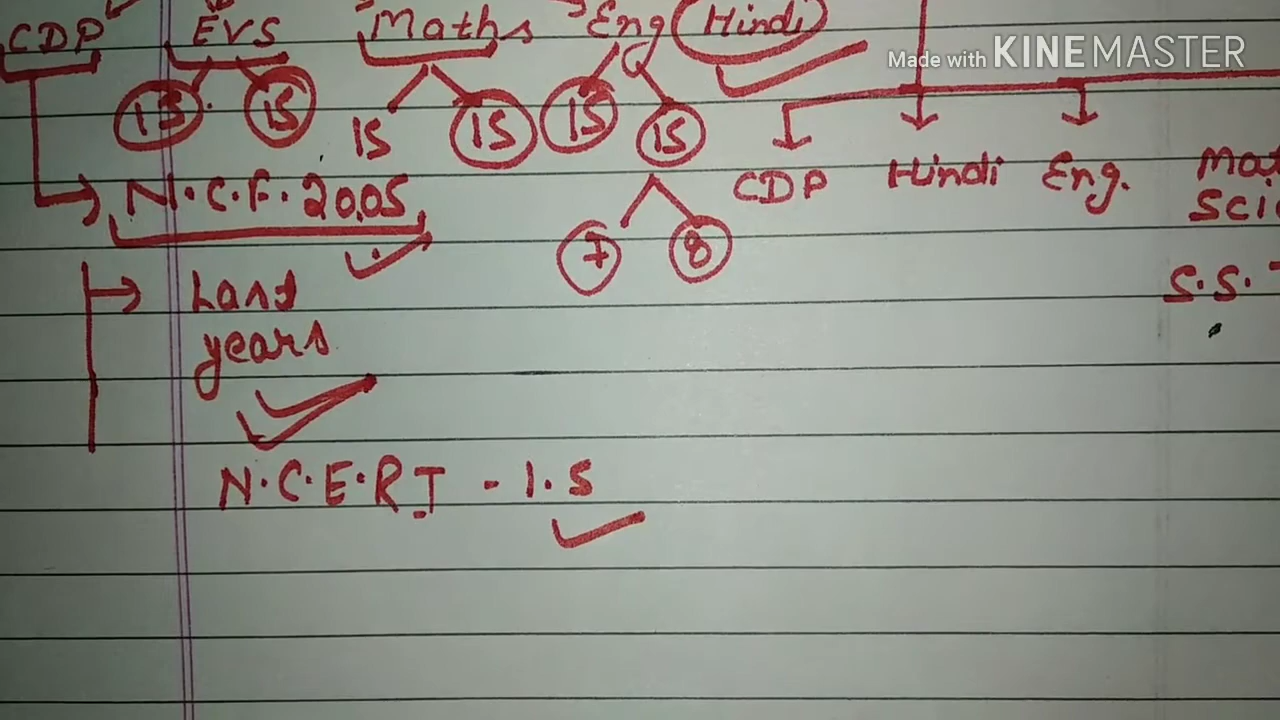 CDP EVS Maths Eng (Hindi)
Made with KINEMASTER
15 15 15 15 15 15
CDP Hindi Eng.
N.C.F. 2005
7 8
S.S.
Last
years
N.C.E.R.T - 1.5